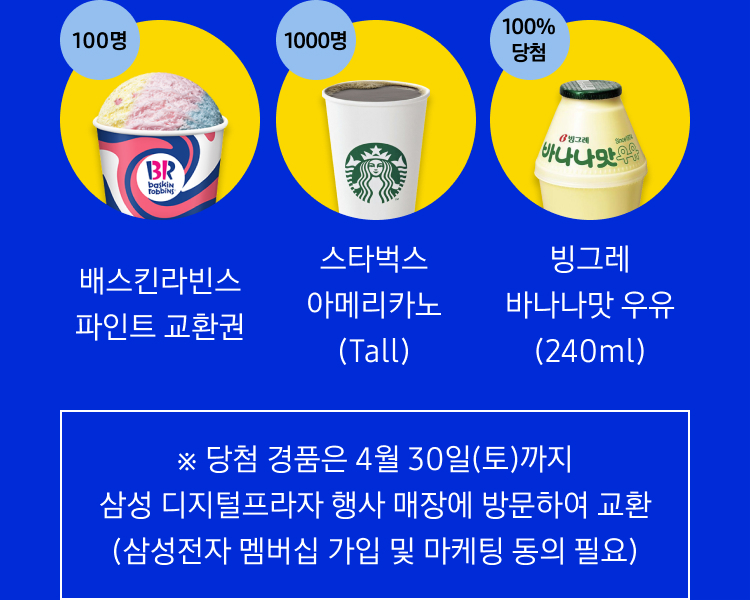 100명
1000명
100%
당첨
BR
baskin
robbins
빙그레
바나나맛 우유
배스킨라빈스
파인트 교환권
스타벅스
아메리카노
(Tall)
빙그레
바나나맛 우유
(240ml)
※ 당첨 경품은 4월 30일(토)까지
삼성 디지털프라자 행사 매장에 방문하여 교환
(삼성전자 멤버십 가입 및 마케팅 동의 필요)